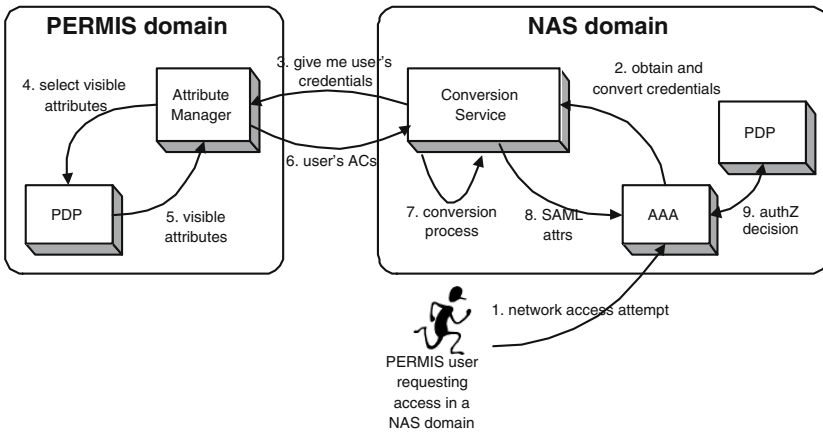 PERMIS domain
NAS domain
3. give me user's
credentials
4. select visible
attributes
Attribute
Manager
Conversion
Service
2. obtain and
convert credentials
PDP
6. user's ACs
PDP
5. visible
attributes
7. conversion
process
8. SAML
attrs
AAA
9. authZ
decision
1. network access attempt
PERMIS user
requesting
access in a
NAS domain